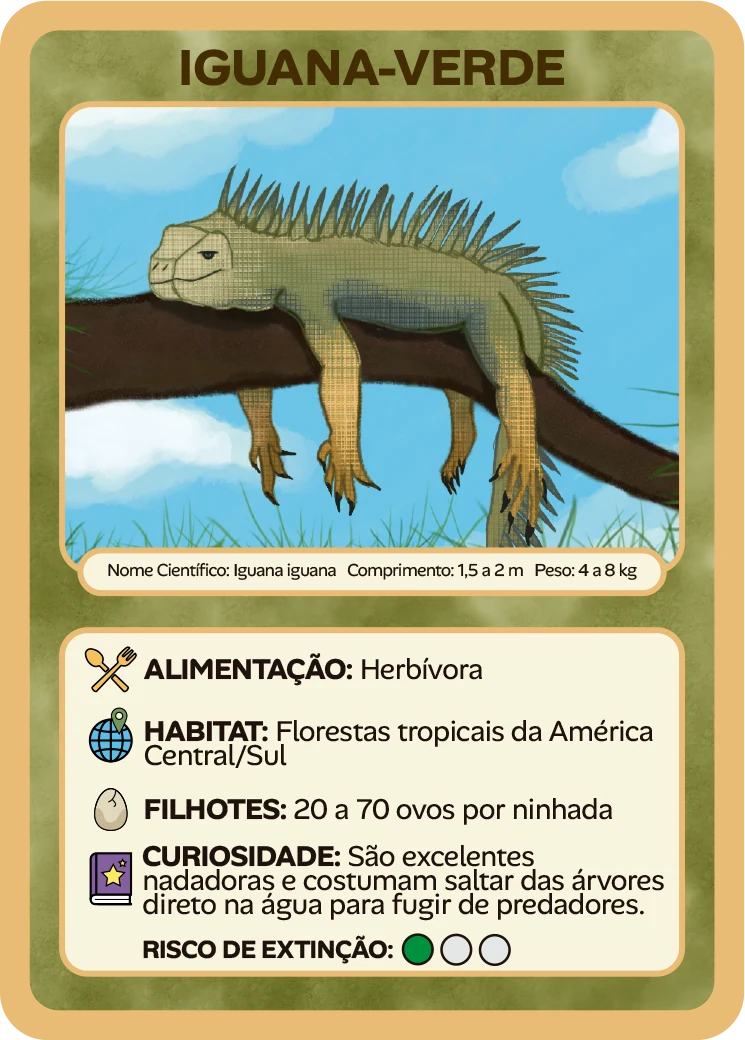 IGUANA-VERDE
Nome Científico: Iguana iguana Comprimento: 1,5 a 2 m Peso: 4 a 8 kg
ALIMENTAÇÃO: Herbívora
HABITAT: Florestas tropicais da América
Central/Sul
FILHOTES: 20 a 70 ovos por ninhada
CURIOSIDADE: São excelentes
nadadoras e costumam saltar das árvores
direto na água para fugir de predadores.
RISCO DE EXTINÇÃO: